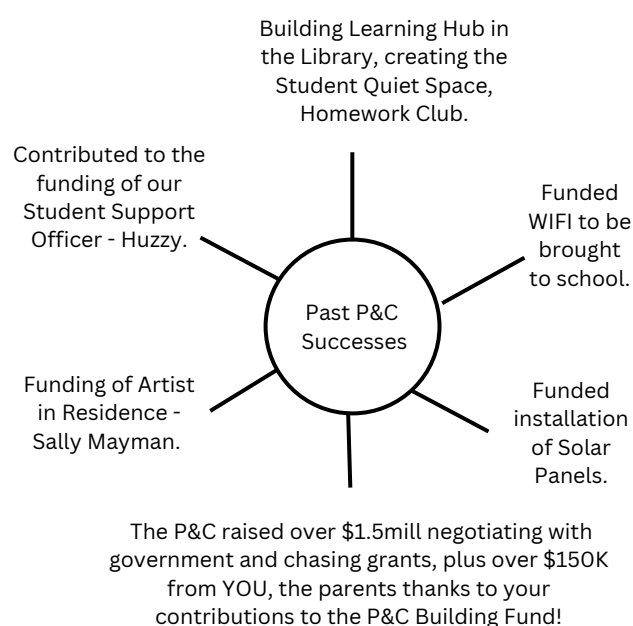 Building Learning Hub in
the Library, creating the
Student Quiet Space,
Homework Club.
Contributed to the
funding of our
Student Support
Officer - Huzzy.
Funded
WIFI to be
brought
to school.
Past P&C
Successes
Funding of Artist
in Residence -
Sally Mayman.
Funded
installation
of Solar
Panels.
The P&C raised over $1.5mill negotiating with
government and chasing grants, plus over $150K
from YOU, the parents thanks to your
contributions to the P&C Building Fund!